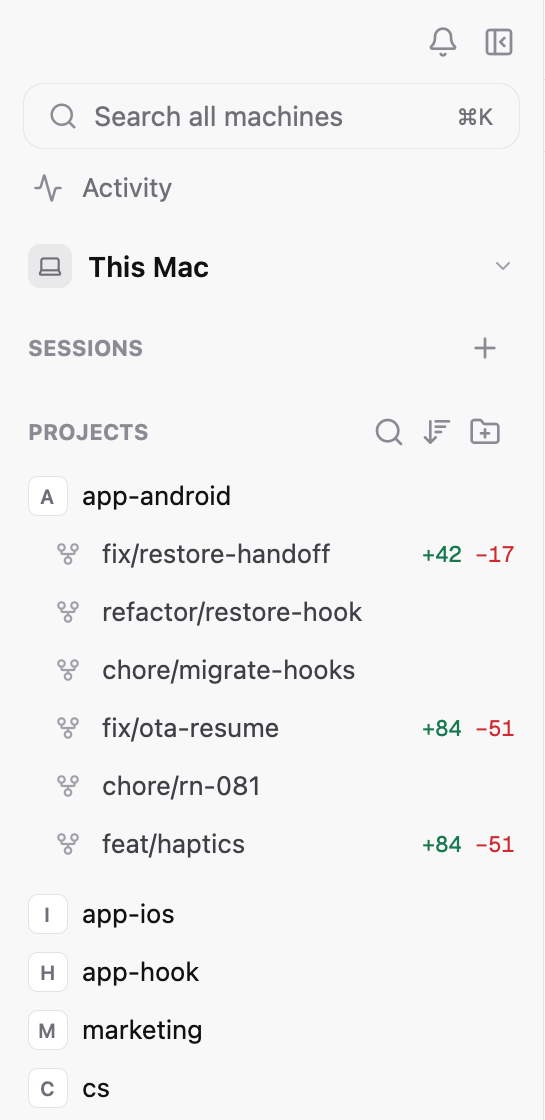 Search all machines ⌘K
Activity
This Mac
SESSIONS
PROJECTS
A app-android
fix/restore-handoff +42 −17
refactor/restore-hook
chore/migrate-hooks
fix/ota-resume +84 −51
chore/rn-081
feat/haptics +84 −51
I app-ios
H app-hook
M marketing
C cs